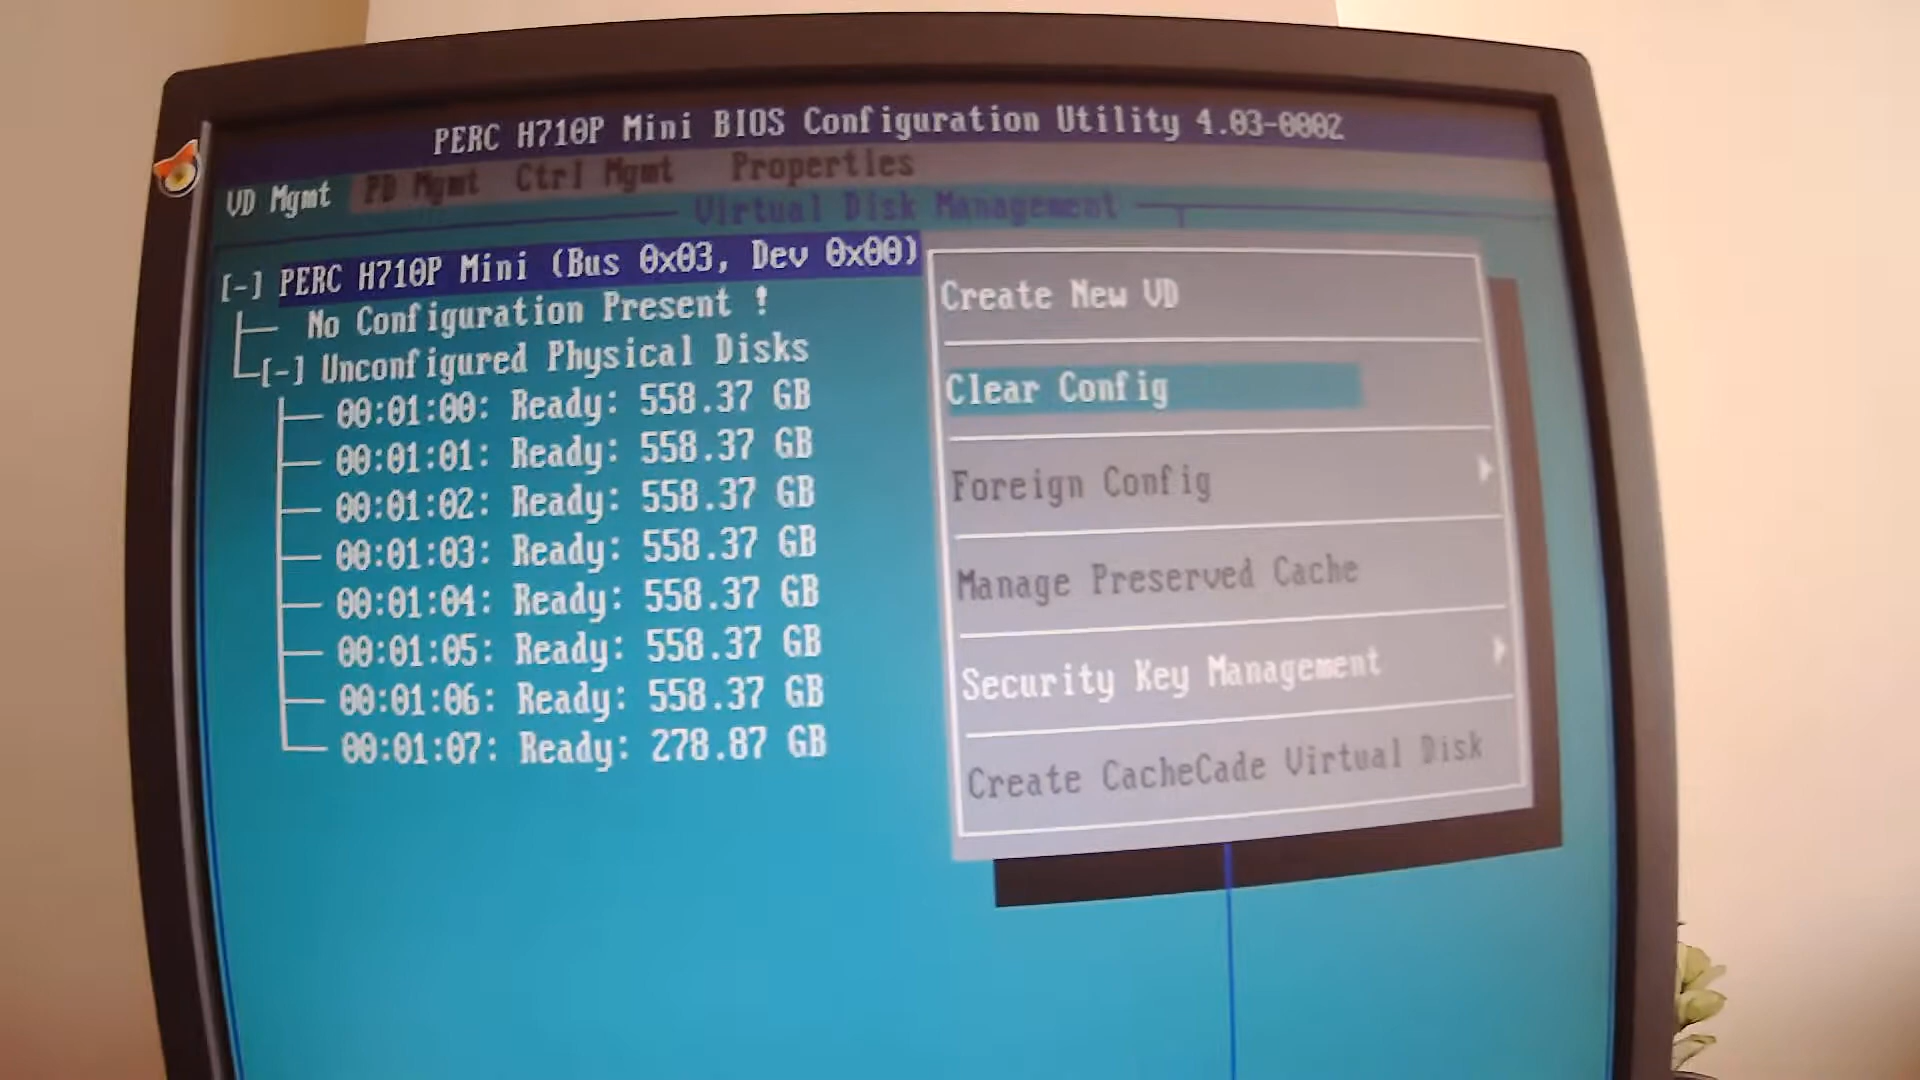 PERC H710P Mini BIOS Configuration Utility 4.03-0002
VD Mgmt PD Mgmt Ctrl Mgmt Properties
Virtual Disk Management
[-] PERC H710P Mini (Bus 0x03, Dev 0x00)
No Configuration Present !
[-] Unconfigured Physical Disks
00:01:00: Ready: 558.37 GB
00:01:01: Ready: 558.37 GB
00:01:02: Ready: 558.37 GB
00:01:03: Ready: 558.37 GB
00:01:04: Ready: 558.37 GB
00:01:05: Ready: 558.37 GB
00:01:06: Ready: 558.37 GB
00:01:07: Ready: 278.87 GB
Create New VD
Clear Config
Foreign Config
Manage Preserved Cache
Security Key Management
Create CacheCade Virtual Disk